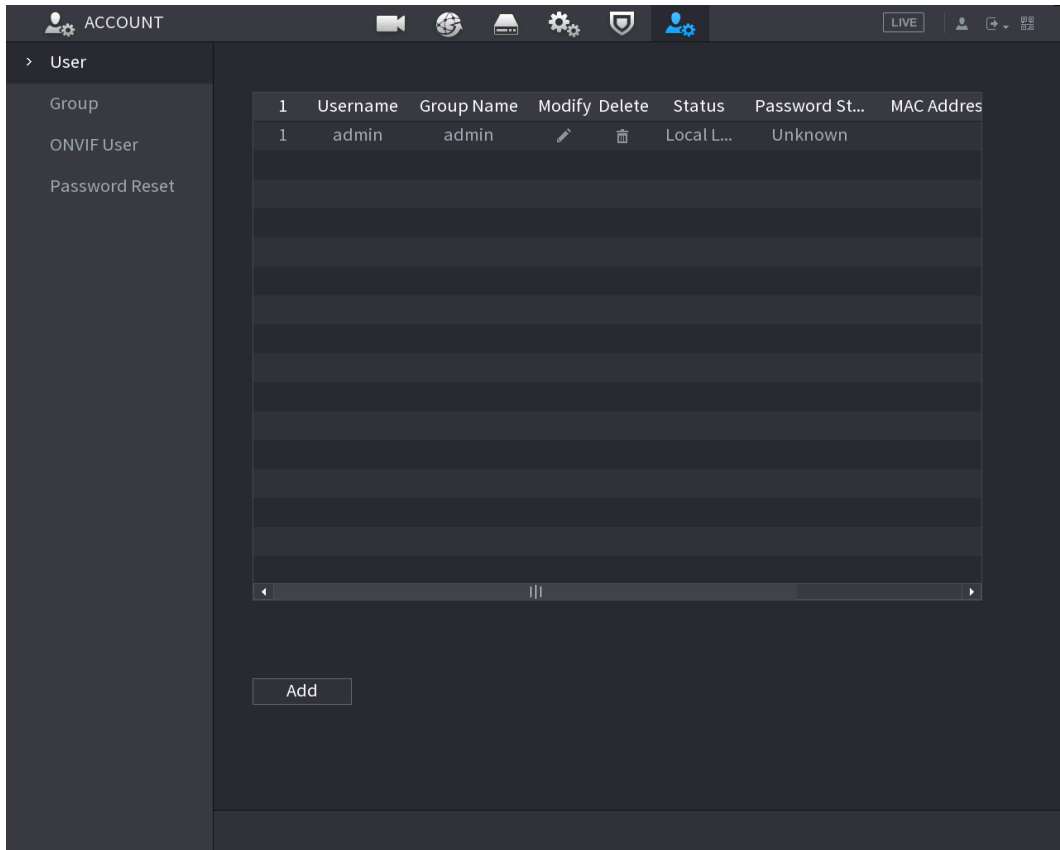 ACCOUNT LIVE
User
Group
ONVIF User
Password Reset
1 Username Group Name Modify Delete Status Password St... MAC Addres
1 admin admin Local L... Unknown
Add